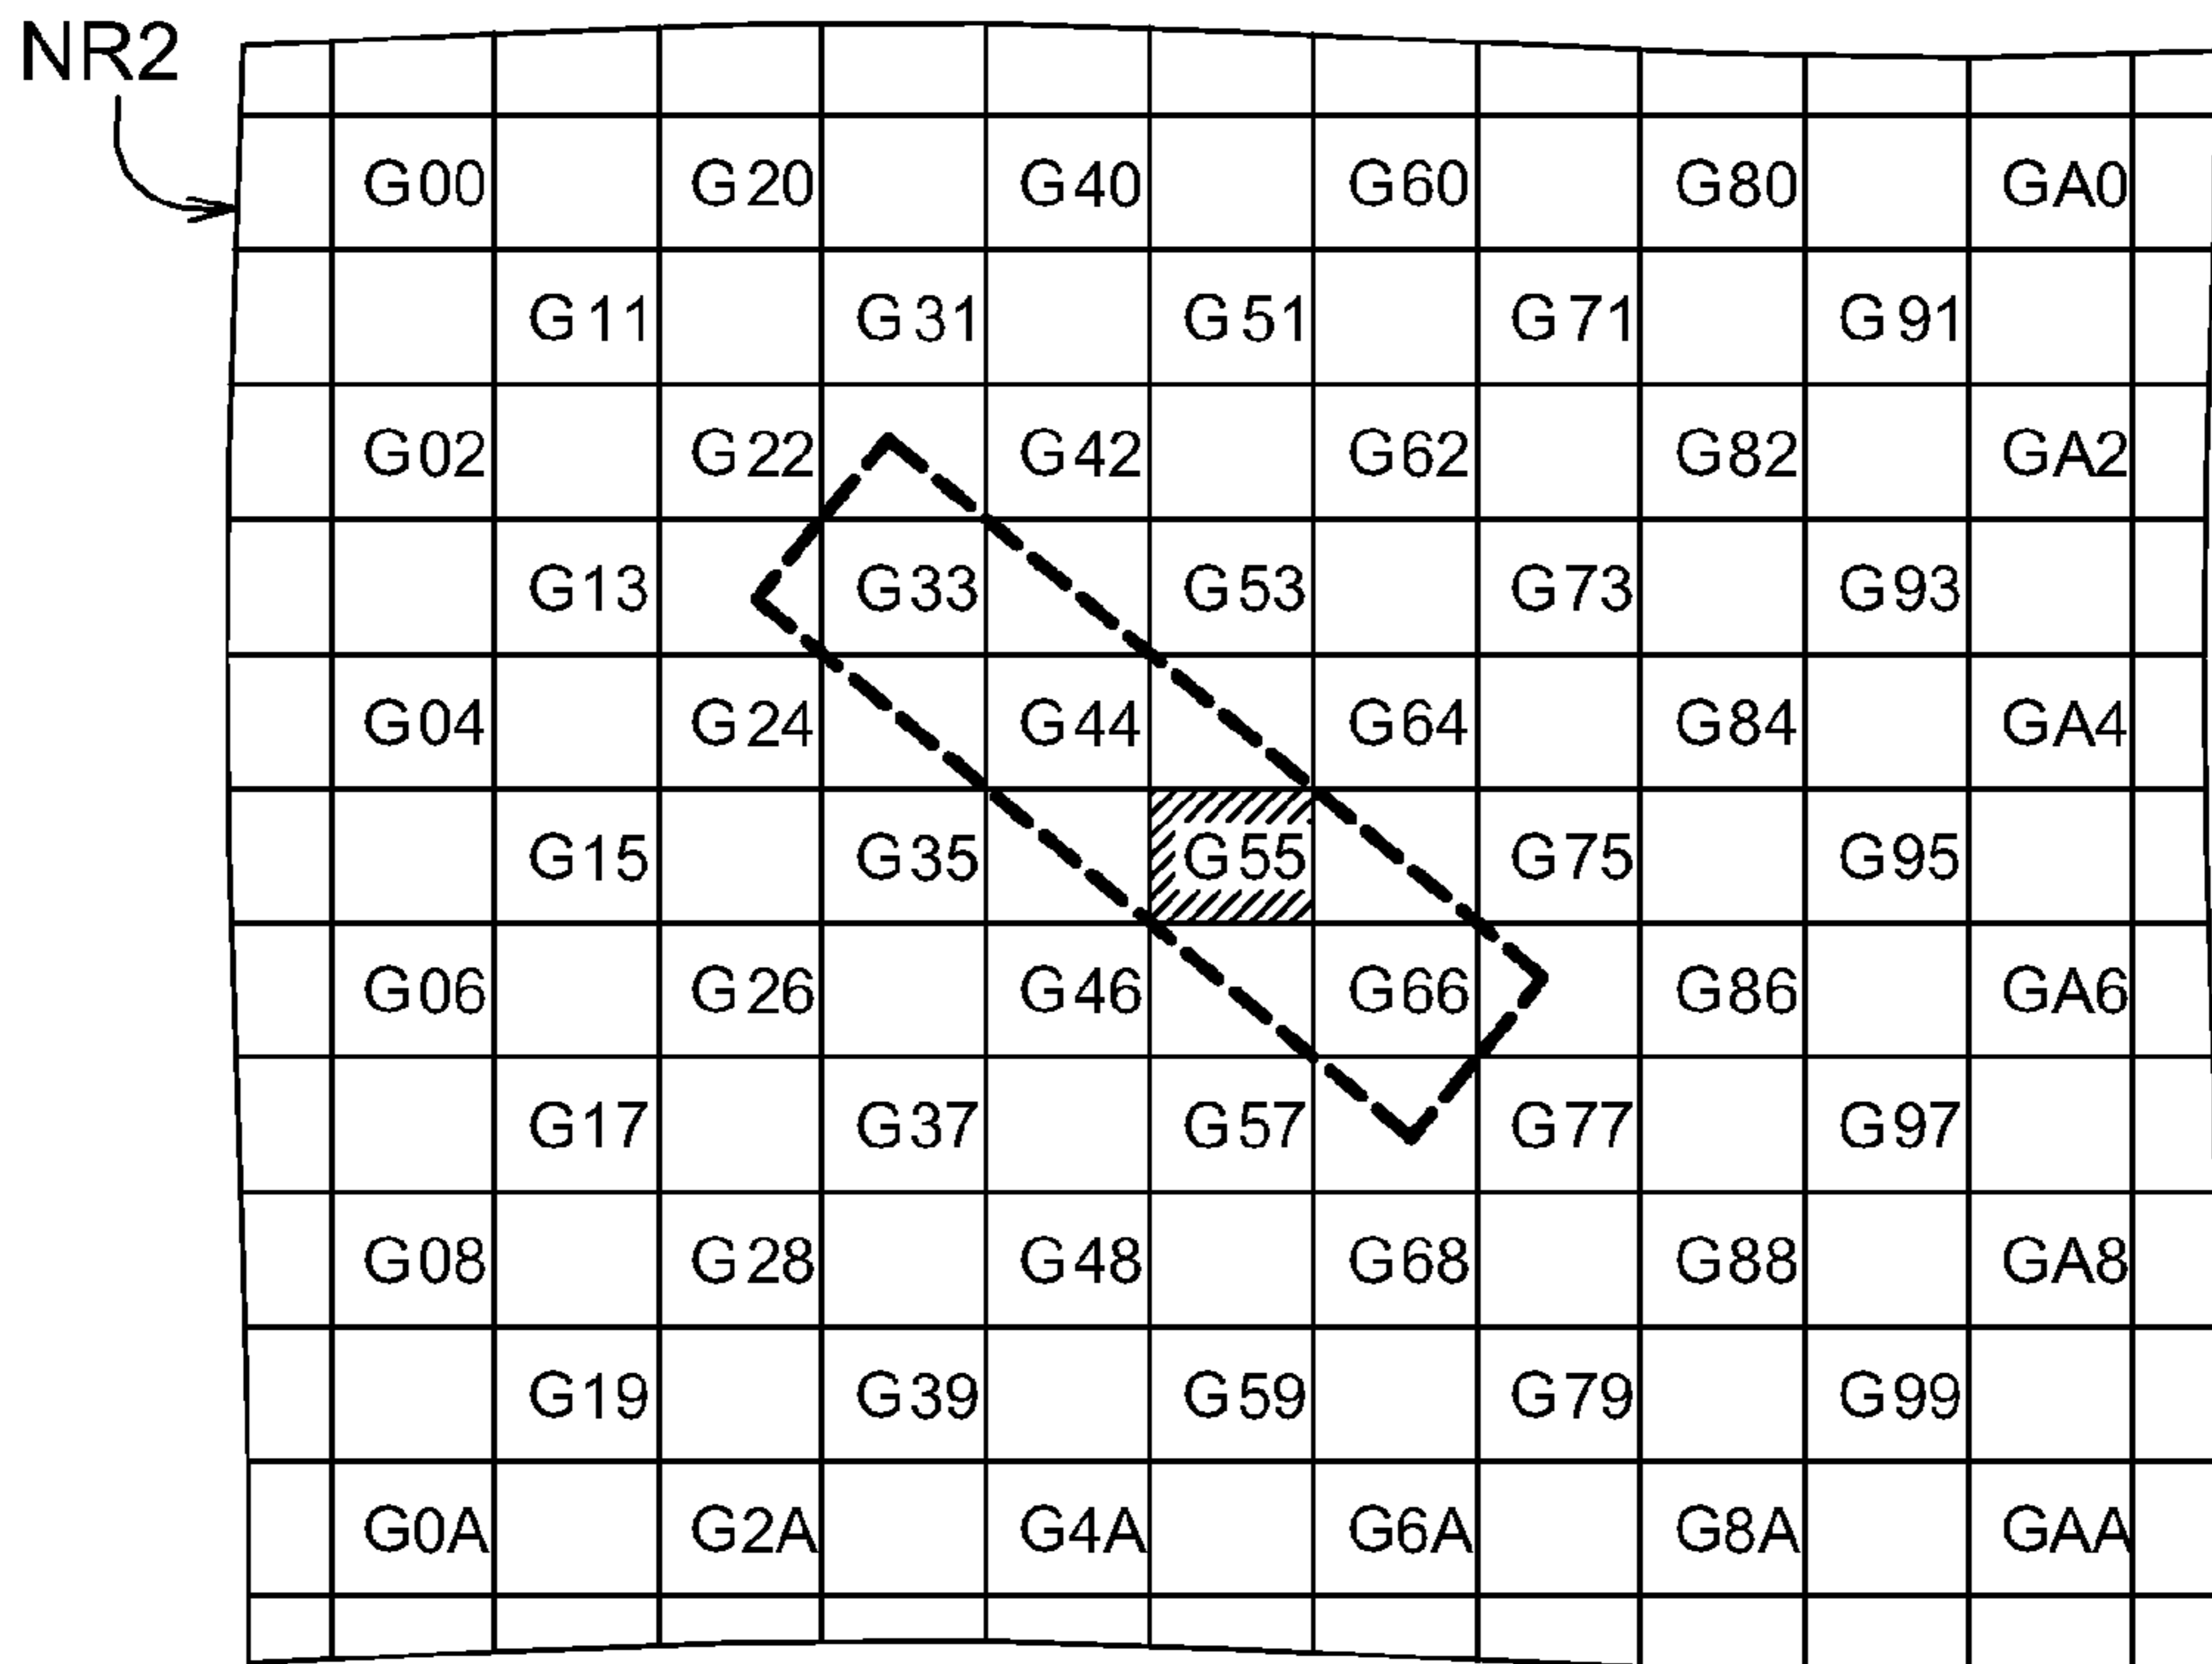 NR2
G00 G20 G40 G60 G80 GA0
G11 G31 G51 G71 G91
G02 G22 G42 G62 G82 GA2
G13 G33 G53 G73 G93
G04 G24 G44 G64 G84 GA4
G15 G35 G55 G75 G95
G06 G26 G46 G66 G86 GA6
G17 G37 G57 G77 G97
G08 G28 G48 G68 G88 GA8
G19 G39 G59 G79 G99
G0A G2A G4A G6A G8A GAA